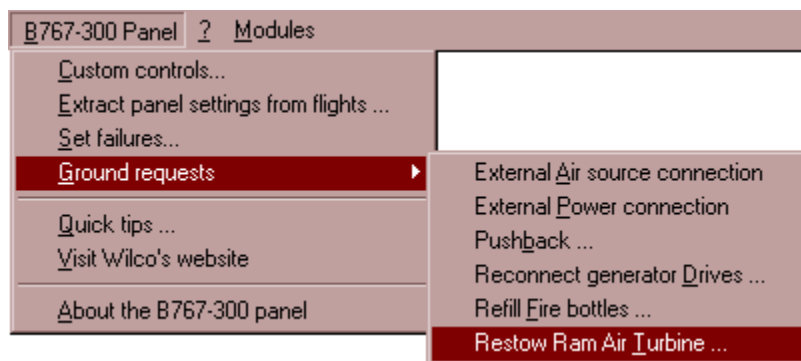 B767-300 Panel ? Modules
Custom controls...
Extract panel settings from flights ...
Set failures...
Ground requests
External Air source connection
External Power connection
Pushback ...
Reconnect generator Drives ...
Refill Fire bottles ...
Restow Ram Air Turbine ...
Quick tips ...
Visit Wilco's website
About the B767-300 panel